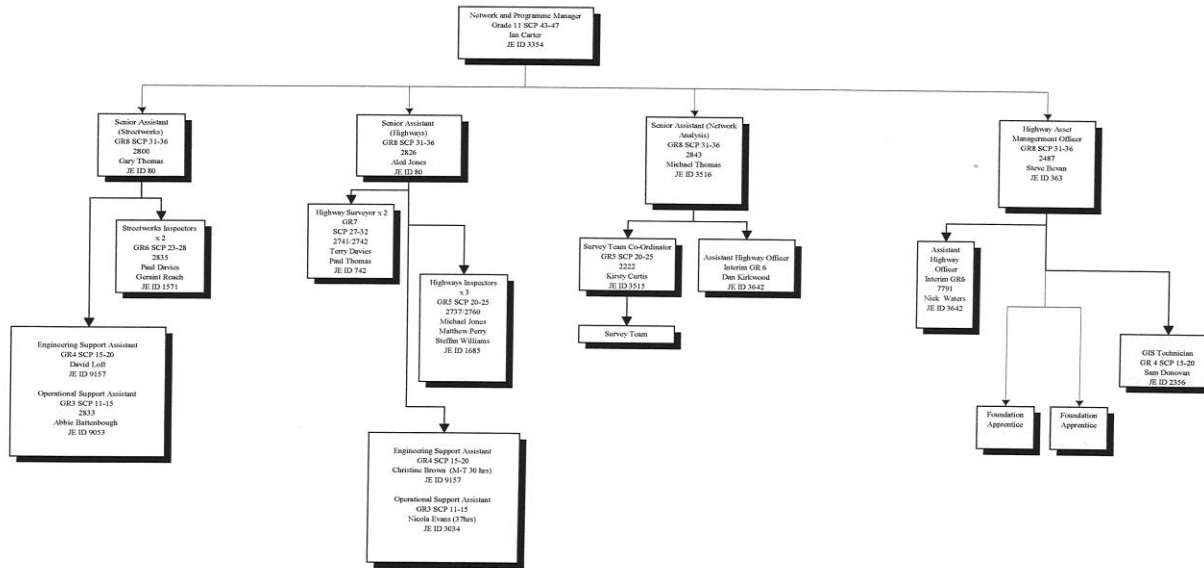 Network and Programme Manager
Grade 11 SCP 43-47
Ian Carter
JE ID 3354
Senior Assistant
(Streetworks)
GR8 SCP 31-36
2800
Gary Thomas
JE ID 80
Senior Assistant
(Highways)
GR8 SCP 31-36
2826
Aled Jones
JE ID 80
Senior Assistant (Network
Analysis)
GR8 SCP 31-36
2843
Michael Thomas
JE ID 3516
Highway Asset
Management Officer
GR8 SCP 31-36
2487
Steve Bevan
JE ID 363
Streetworks Inspectors
x 2
GR6 SCP 23-28
2835
Paul Davies
Geraint Roach
JE ID 1571
Highway Surveyor x 2
GR7
SCP 27-32
2741/2742
Terry Davies
Paul Thomas
JE ID 742
Highways Inspectors
x 3
GR5 SCP 20-25
2737/2760
Michael Jones
Matthew Perry
Steffan Williams
JE ID 1685
Survey Team Co-Ordinator
GR5 SCP 20-25
2222
Kirsty Curtis
JE ID 3515
Assistant Highway Officer
Interim GR 6
Dan Kirkwood
JE ID 3642
Assistant
Highway
Officer
Interim GR6
7791
Nick Waters
JE ID 3642
Survey Team
Engineering Support Assistant
GR4 SCP 15-20
David Loft
JE ID 9157
Operational Support Assistant
GR3 SCP 11-15
2833
Abbie Battenbough
JE ID 9053
GIS Technician
GR 4 SCP 15-20
Sam Donovan
JE ID 2356
Foundation
Apprentice
Foundation
Apprentice
Engineering Support Assistant
GR4 SCP 15-20
Christine Brown (M-T 30 hrs)
JE ID 9157
Operational Support Assistant
GR3 SCP 11-15
Nicola Evans (37hrs)
JE ID 3034